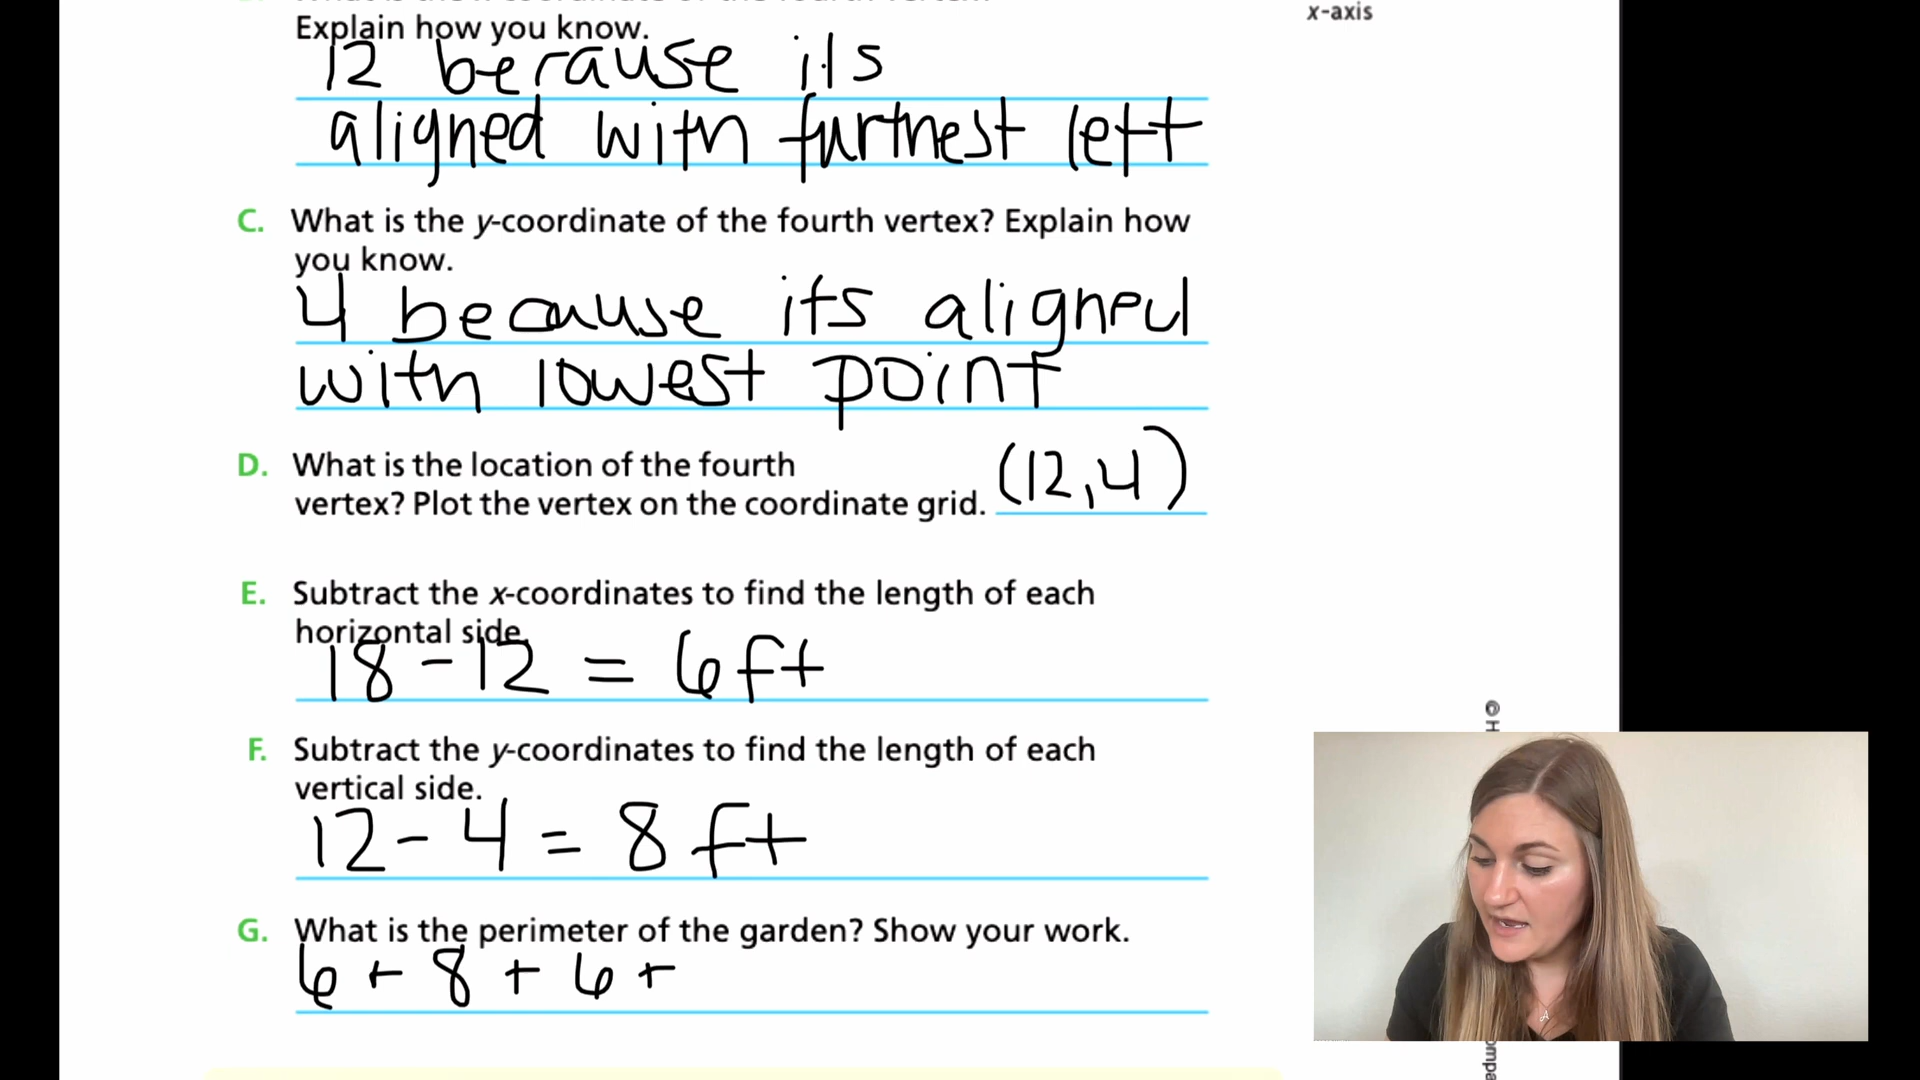 x-axis
Explain how you know.
12 because its
aligned with furthest left
C. What is the y-coordinate of the fourth vertex? Explain how
you know.
4 because its aligned
with lowest point
D. What is the location of the fourth
vertex? Plot the vertex on the coordinate grid. (12,4)
E. Subtract the x-coordinates to find the length of each
horizontal side.
18 - 12 = 6 ft
F. Subtract the y-coordinates to find the length of each
vertical side.
12 - 4 = 8 ft
G. What is the perimeter of the garden? Show your work.
6 + 8 + 6 +
© H